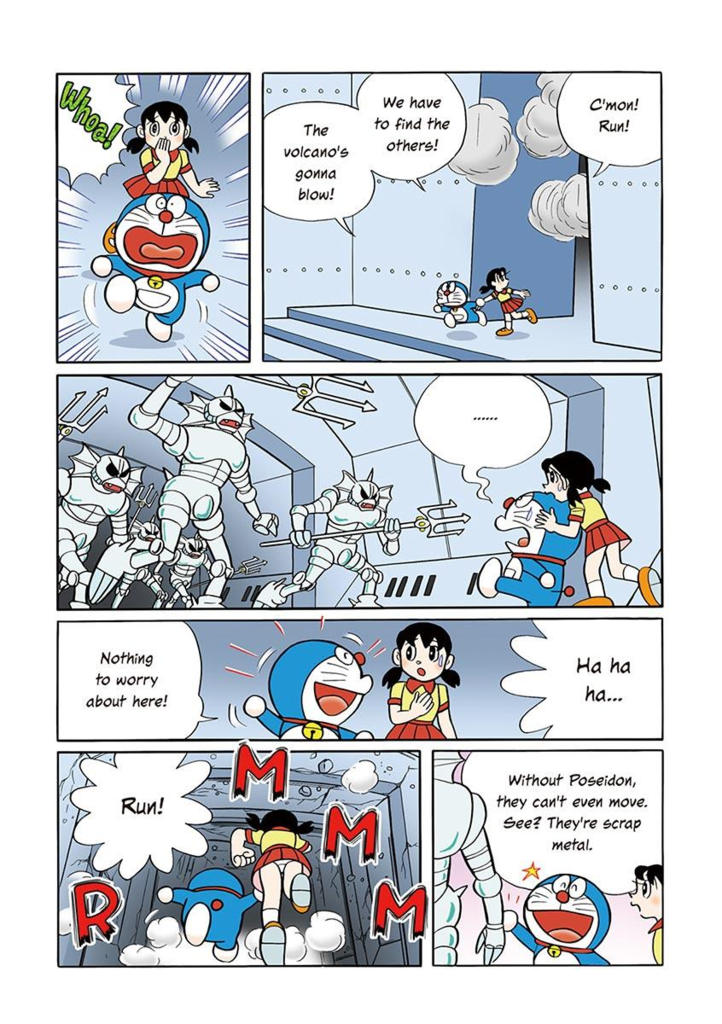 C'mon!
Run!
We have
to find the
others!
The
volcano's
gonna
blow!
Whoa!
......
Ha ha
ha...
Nothing
to worry
about here!
Without Poseidon,
they can't even move.
See? They're scrap
metal.
Run!
R
M
M
M